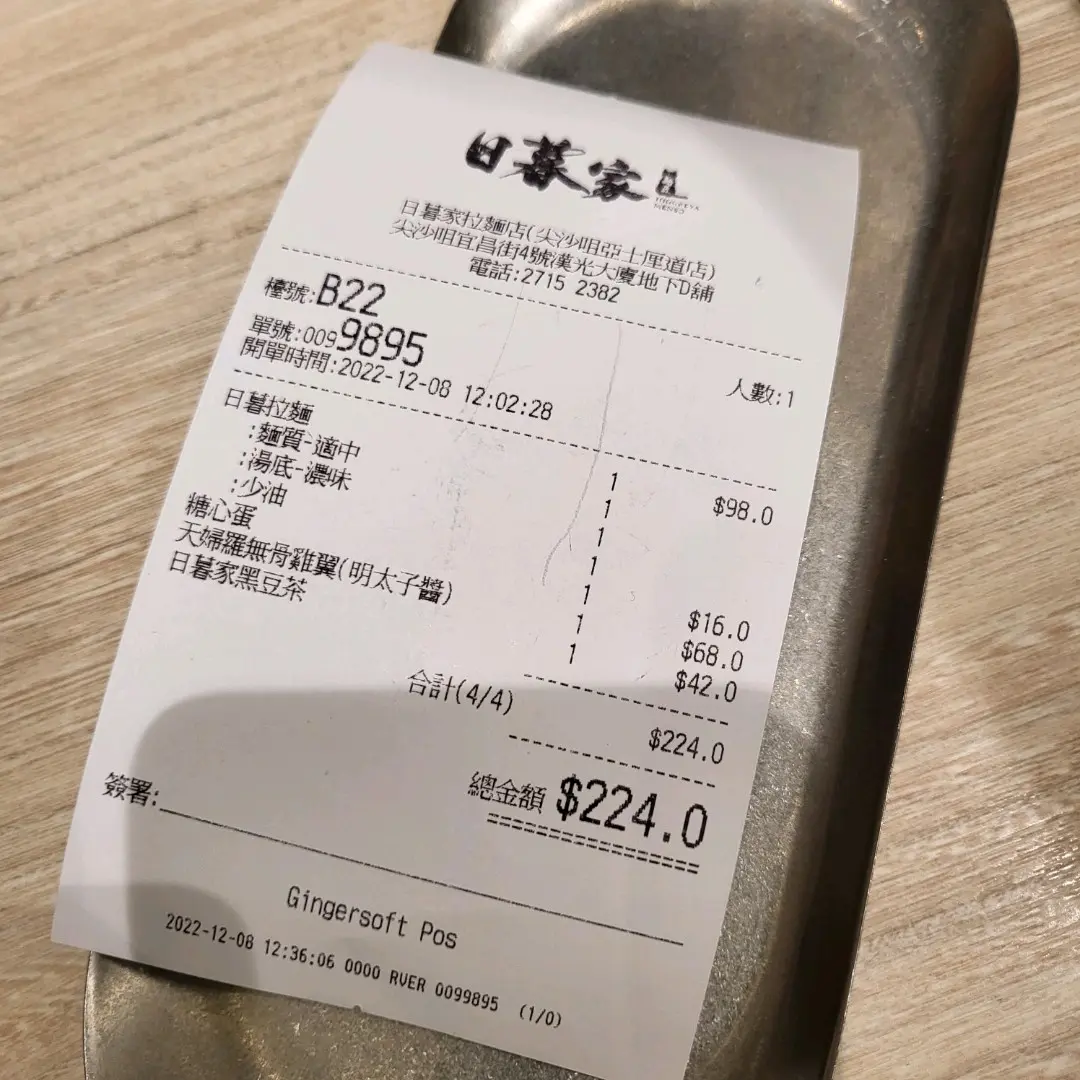 日暮家
日暮家拉麵店(尖沙咀亞士厘道店)
尖沙咀宜昌街4號漢光大廈地下D舖
電話:2715 2382
檯號:B22
人數:1
單號:0099895
開單時間:2022-12-08 12:02:28
日暮拉麵 1 $98.0
:麵質-適中 1
:湯底-濃味 1
:少油 1
糖心蛋 1 $16.0
天婦羅無骨雞翼(明太子醬) 1 $68.0
日暮家黑豆茶 1 $42.0
合計(4/4) $224.0
總金額 $224.0
簽署:
Gingersoft Pos
2022-12-08 12:36:06 0000 RVER 0099895 (1/0)